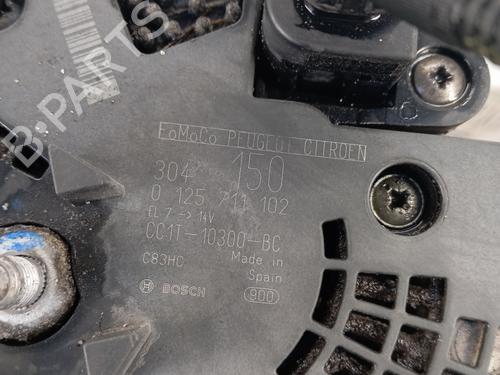 B-PARTS
FoMoCo PEUGEOT CITROEN
304 150
0 125 711 102
EL 7 -> 14V
CC1T-10300-BC
C83HC Made in
Spain
BOSCH 900